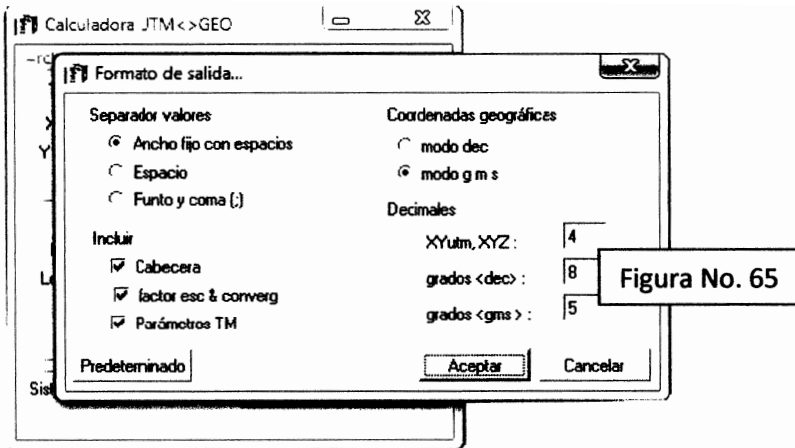 Calculadora JTM<>GEO
Formato de salida...
Separador valores
Ancho fijo con espacios
Espacio
Funto y coma (;)
Incluir
Cabecera
factor esc & converg
Parámetros TM
Predeterminado
Coordenadas geográficas
modo dec
modo g m s
Decimales
XYutm, XYZ : 4
grados <dec> : 8
grados <gms> : 5
Aceptar
Cancelar
Figura No. 65
X
Y
Sis